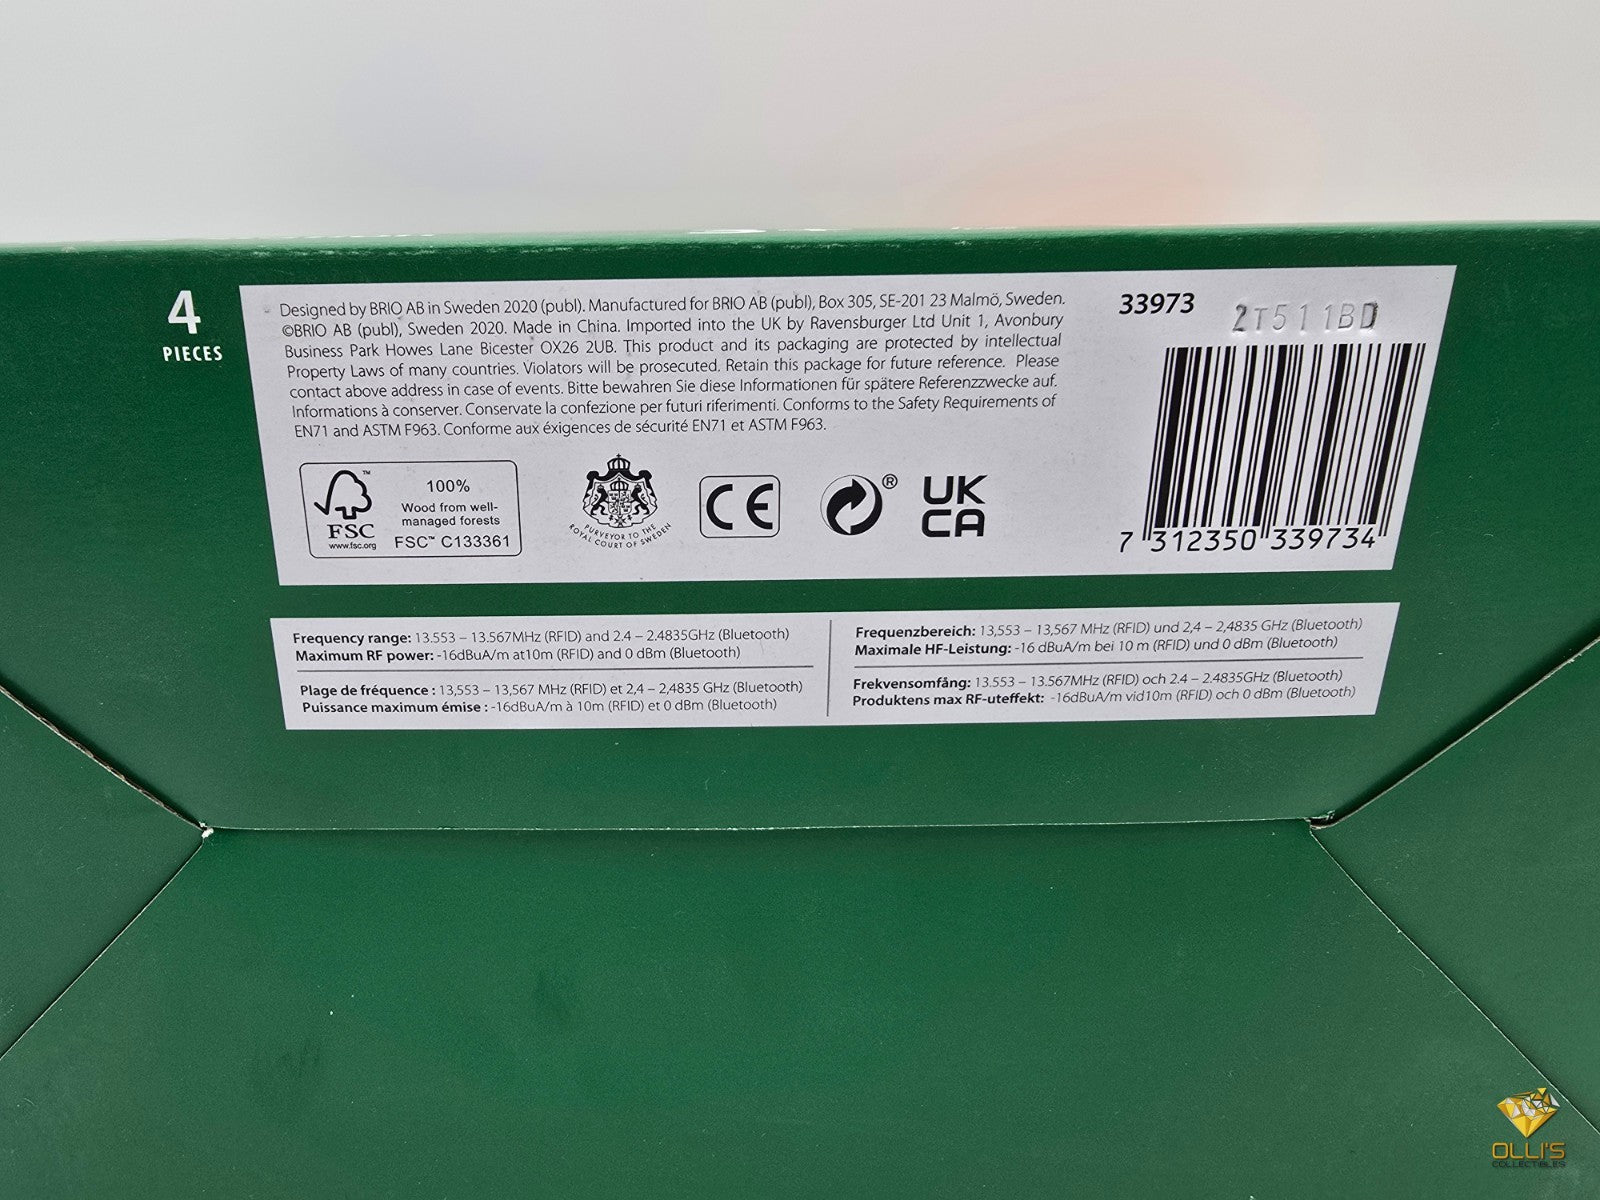 4
PIECES
Designed by BRIO AB in Sweden 2020 (publ). Manufactured for BRIO AB (publ), Box 305, SE-201 23 Malmö, Sweden.
©BRIO AB (publ), Sweden 2020. Made in China. Imported into the UK by Ravensburger Ltd Unit 1, Avonbury
Business Park Howes Lane Bicester OX26 2UB. This product and its packaging are protected by intellectual
Property Laws of many countries. Violators will be prosecuted. Retain this package for future reference. Please
contact above address in case of events. Bitte bewahren Sie diese Informationen für spätere Referenzzwecke auf.
Informations à conserver. Conservate la confezione per futuri riferimenti. Conforms to the Safety Requirements of
EN71 and ASTM F963. Conforme aux éxigences de sécurité EN71 et ASTM F963.
33973
2T511BD
7 312350 339734
FSC
™
www.fsc.org
100%
Wood from well-
managed forests
FSC™ C133361
PURVEYOR TO THE
ROYAL COURT OF SWEDEN
CE
®
UK
CA
Frequency range: 13.553 – 13.567MHz (RFID) and 2.4 – 2.4835GHz (Bluetooth)
Maximum RF power: -16dBuA/m at10m (RFID) and 0 dBm (Bluetooth)
Plage de fréquence : 13,553 – 13,567 MHz (RFID) et 2,4 – 2,4835 GHz (Bluetooth)
Puissance maximum émise : -16dBuA/m à 10m (RFID) et 0 dBm (Bluetooth)
Frequenzbereich: 13,553 – 13,567 MHz (RFID) und 2,4 – 2,4835 GHz (Bluetooth)
Maximale HF-Leistung: -16 dBuA/m bei 10 m (RFID) und 0 dBm (Bluetooth)
Frekvensomfång: 13.553 – 13.567MHz (RFID) och 2.4 – 2.4835GHz (Bluetooth)
Produktens max RF-uteffekt: -16dBuA/m vid10m (RFID) och 0 dBm (Bluetooth)
OLLI'S
COLLECTIBLES